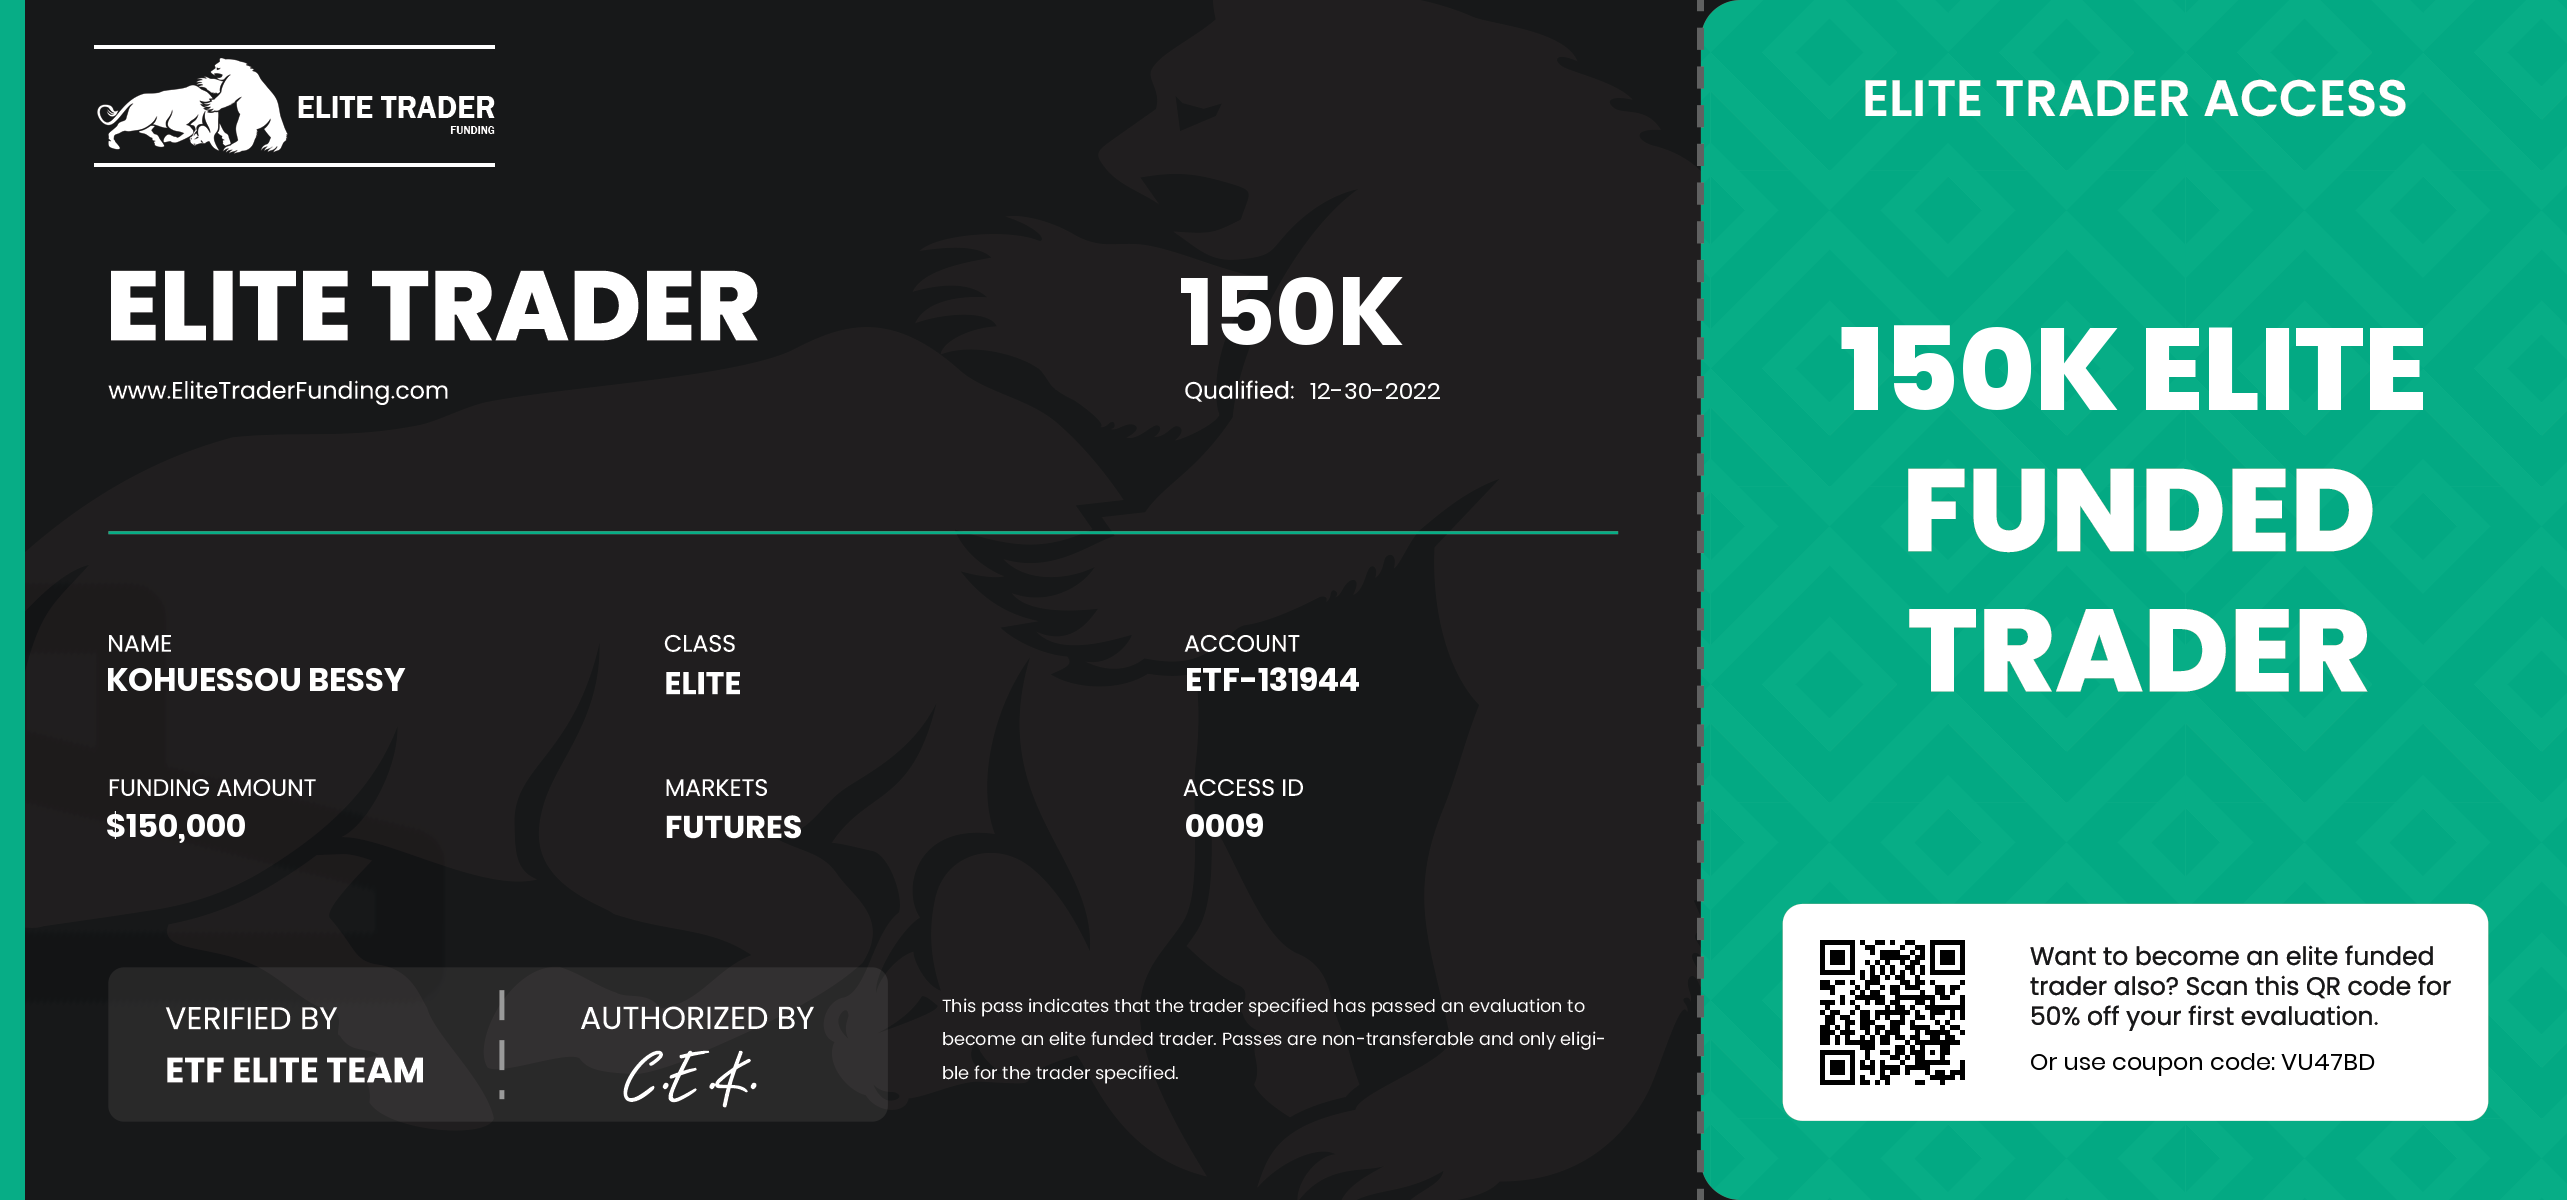 ELITE TRADER
FUNDING
ELITE TRADER
www.EliteTraderFunding.com
150K
Qualified: 12-30-2022
NAME
KOHUESSOU BESSY
CLASS
ELITE
ACCOUNT
ETF-131944
FUNDING AMOUNT
$150,000
MARKETS
FUTURES
ACCESS ID
0009
VERIFIED BY
ETF ELITE TEAM
AUTHORIZED BY
C.E.K.
This pass indicates that the trader specified has passed an evaluation to
become an elite funded trader. Passes are non-transferable and only eligi-
ble for the trader specified.
ELITE TRADER ACCESS
150K ELITE
FUNDED
TRADER
Want to become an elite funded
trader also? Scan this QR code for
50% off your first evaluation.
Or use coupon code: VU47BD